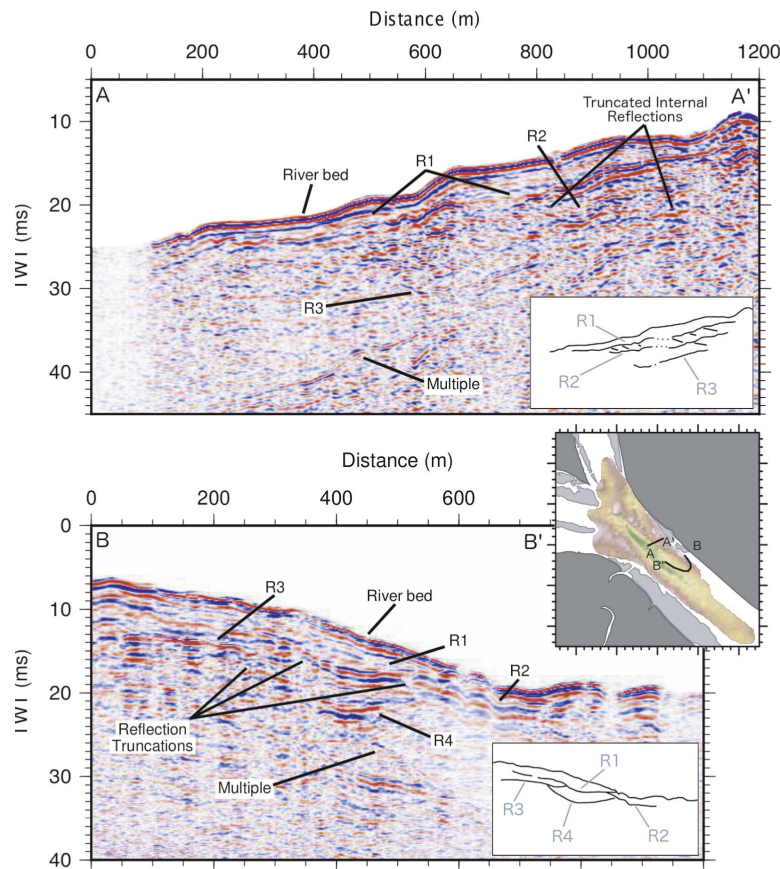 Distance (m)
0 200 400 600 800 1000 1200
A A'
Truncated Internal
Reflections
R2
R1
River bed
10
20
30
40
TWT (ms)
R3
Multiple
R1
R2
R3
Distance (m)
0 200 400 600
B B'
R3
River bed
R1
R2
Reflection
Truncations
R4
Multiple
0
10
20
30
40
TWT (ms)
A'
A
B
B'
R1
R3
R4
R2